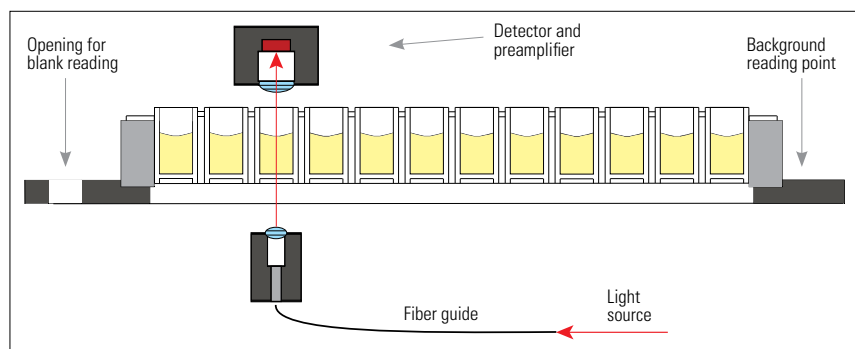 Opening for
blank reading
Detector and
preamplifier
Background
reading point
Fiber guide
Light
source